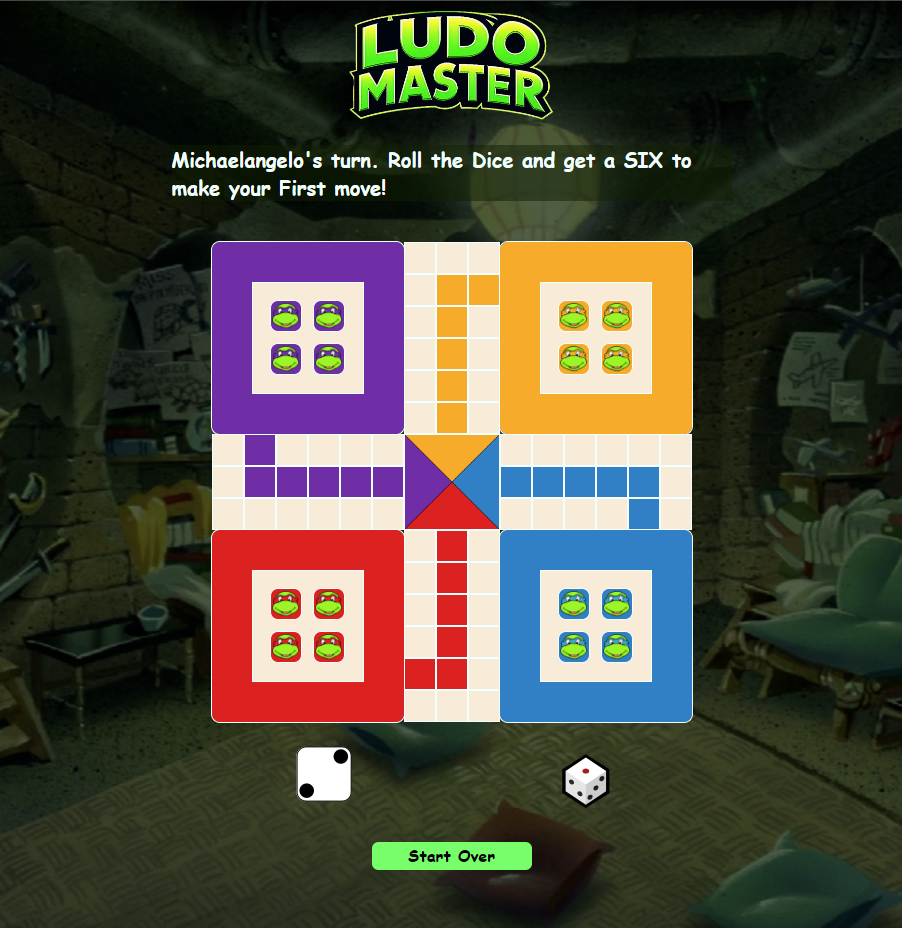 LUDO
MASTER
Michaelangelo's turn. Roll the Dice and get a SIX to
make your First move!
Start Over